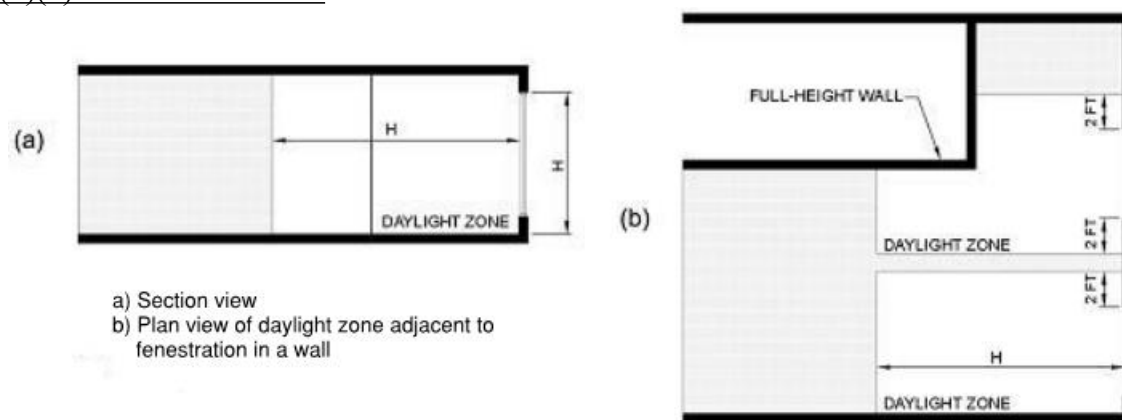 (a)
H
H
DAYLIGHT ZONE
a) Section view
b) Plan view of daylight zone adjacent to
fenestration in a wall
(b)
FULL-HEIGHT WALL
2 FT
DAYLIGHT ZONE
2 FT
2 FT
H
DAYLIGHT ZONE